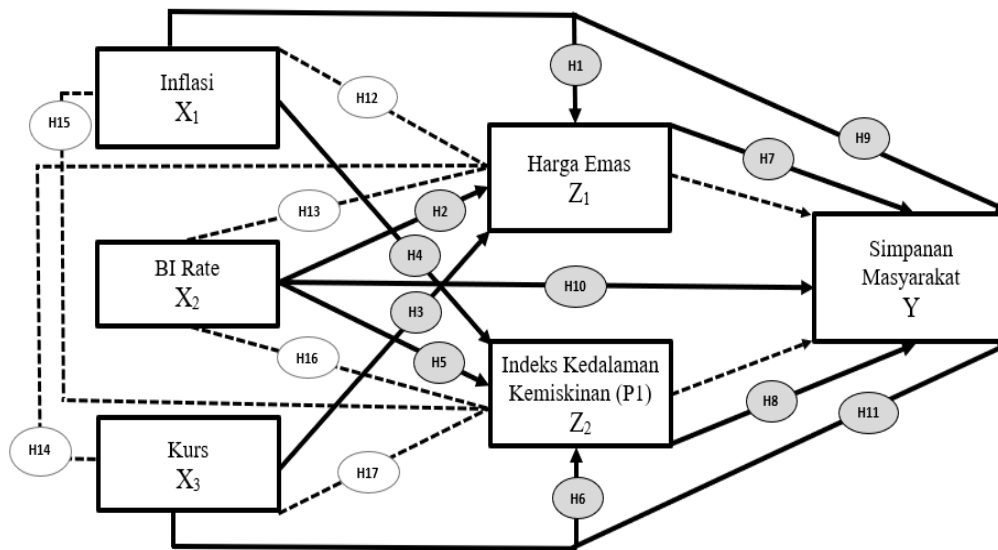 H1
Inflasi
X1
H12
H15
H9
H7
Harga Emas
Z1
H13
H2
BI Rate
X2
H4
H10
Simpanan
Masyarakat
Y
H3
H16
H5
Indeks Kedalaman
Kemiskinan (P1)
Z2
H8
H11
Kurs
X3
H14
H17
H6